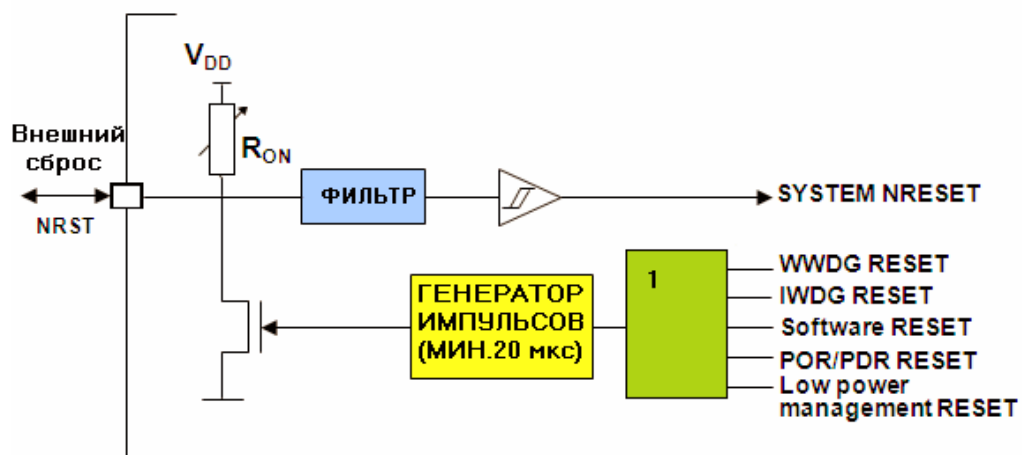 VDD
Внешний
сброс
RON
NRST
ФИЛЬТР
SYSTEM NRESET
ГЕНЕРАТОР
ИМПУЛЬСОВ
(МИН.20 мкс)
1
WWDG RESET
IWDG RESET
Software RESET
POR/PDR RESET
Low power
management RESET